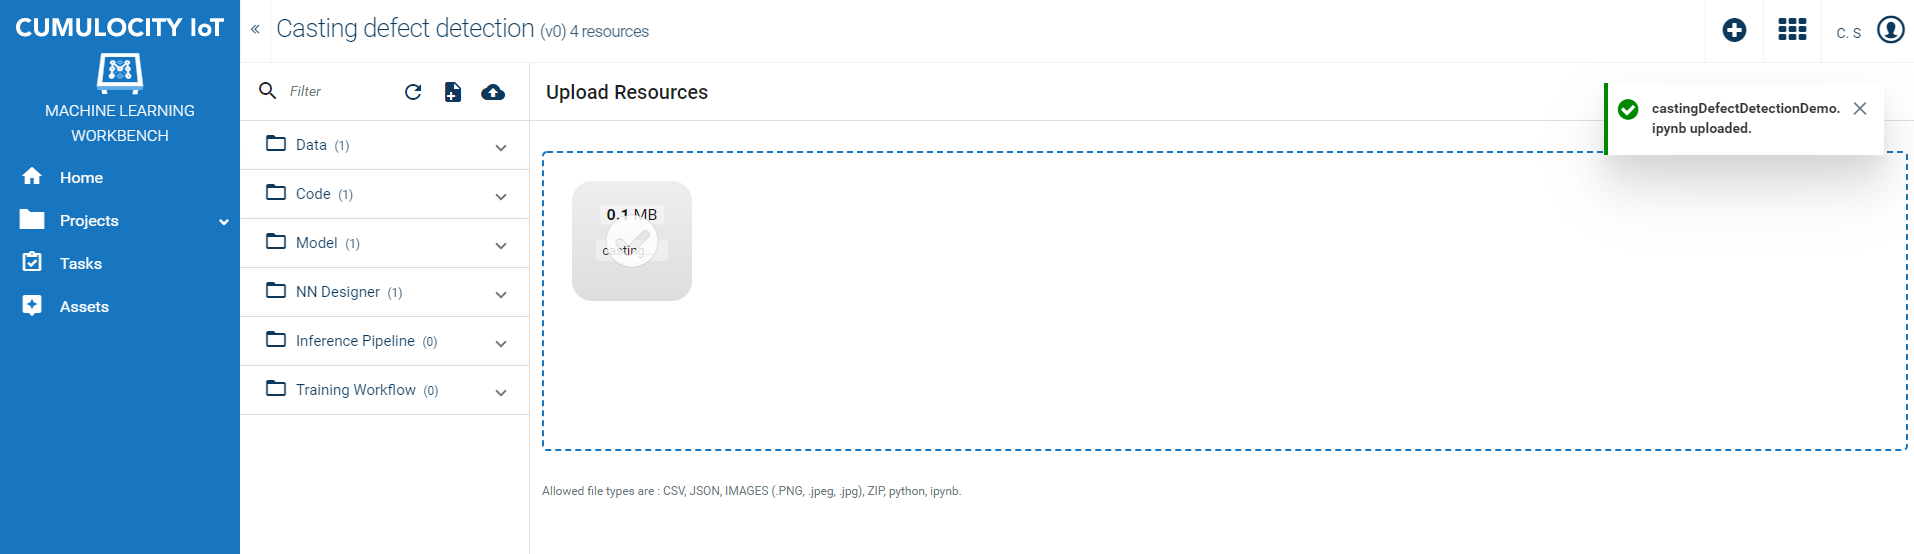 CUMULOCITY IoT
MACHINE LEARNING
WORKBENCH
Home
Projects
Tasks
Assets
Casting defect detection (v0) 4 resources
C. S
Filter
Data (1)
Code (1)
Model (1)
NN Designer (1)
Inference Pipeline (0)
Training Workflow (0)
Upload Resources
castingDefectDetectionDemo.
ipynb uploaded.
0.1 MB
casting...
Allowed file types are : CSV, JSON, IMAGES (.PNG, .jpeg, .jpg), ZIP, python, ipynb.